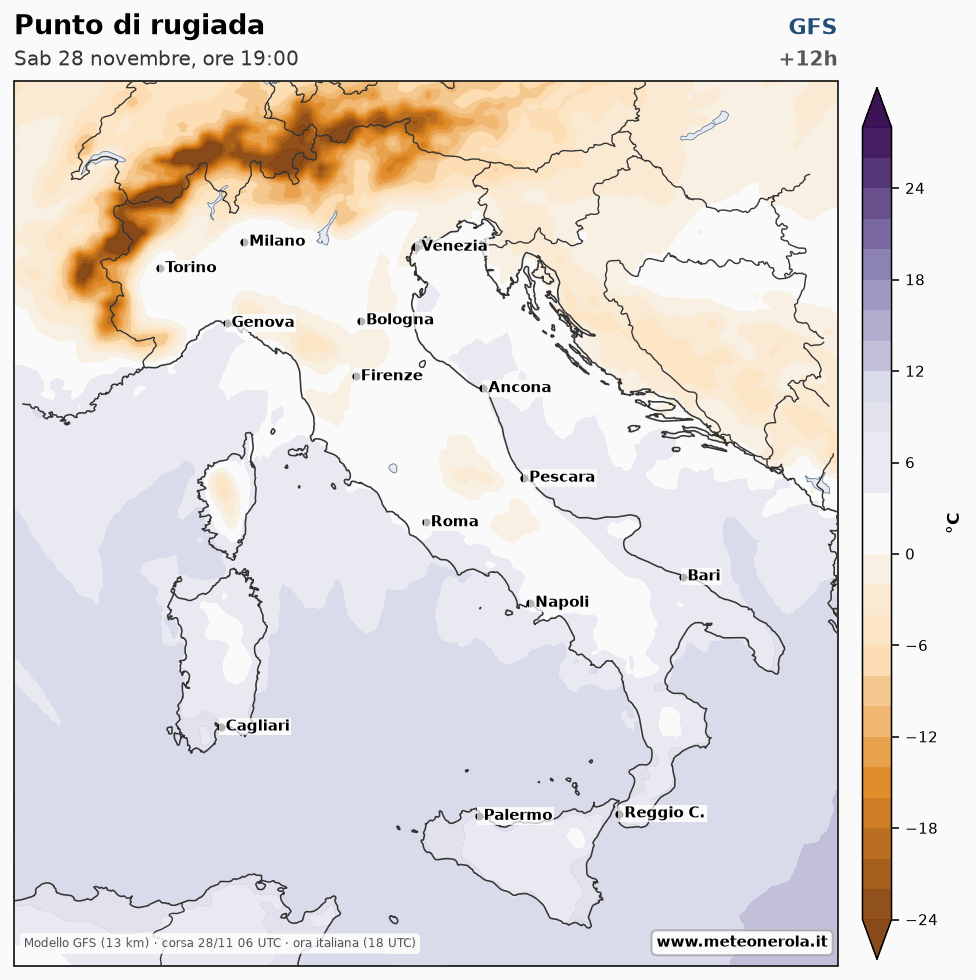 Punto di rugiada
GFS
Sab 28 novembre, ore 19:00
+12h
Milano
Venezia
Torino
Genova
Bologna
Firenze
Ancona
Pescara
Roma
Bari
Napoli
Cagliari
Palermo
Reggio C.
24
18
12
6
0
−6
−12
−18
−24
°C
Modello GFS (13 km) · corsa 28/11 06 UTC · ora italiana (18 UTC)
www.meteonerola.it